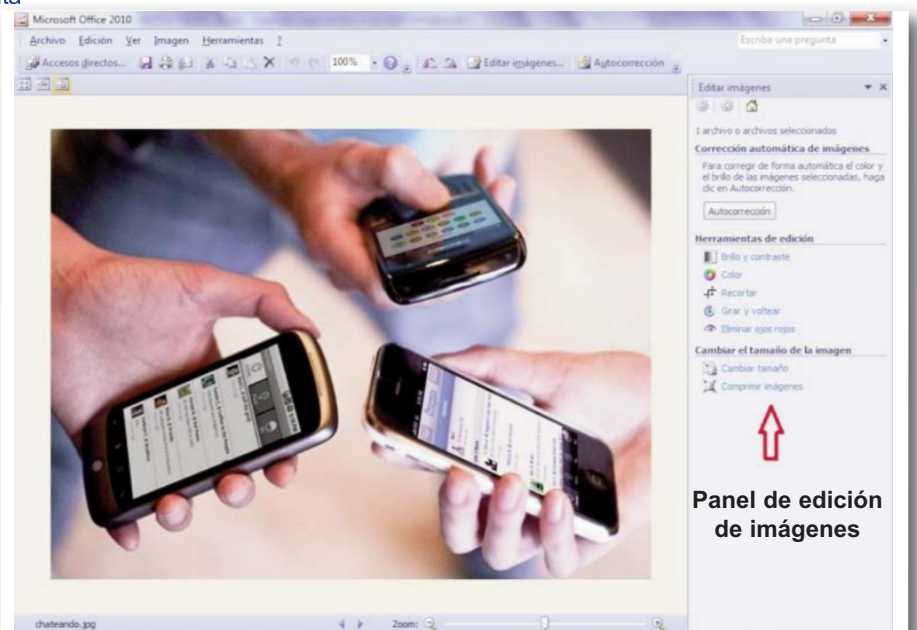 ta
Microsoft Office 2010
Archivo Edición Ver Imagen Herramientas ?
Escriba una pregunta
Accesos directos... 100% Editar imágenes... Autocorrección
Editar imágenes
1 archivo o archivos seleccionados
Corrección automática de imágenes
Para corregir de forma automática el color y
el brillo de las imágenes seleccionadas, haga
clic en Autocorrección.
Autocorrección
Herramientas de edición
Brillo y contraste
Color
Recortar
Girar y voltear
Eliminar ojos rojos
Cambiar el tamaño de la imagen
Cambiar tamaño
Comprimir imágenes
Panel de edición
de imágenes
chateando.jpg
Zoom: